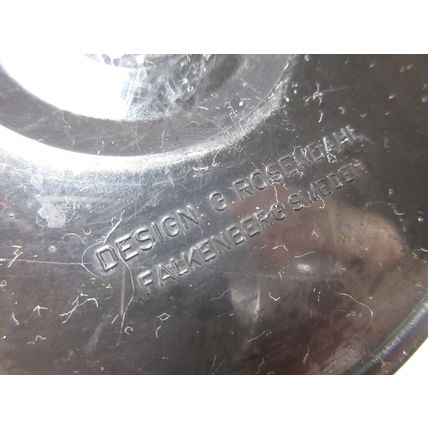 DESIGN: G. ROSENDAHL
FALKENBERG SWEDEN